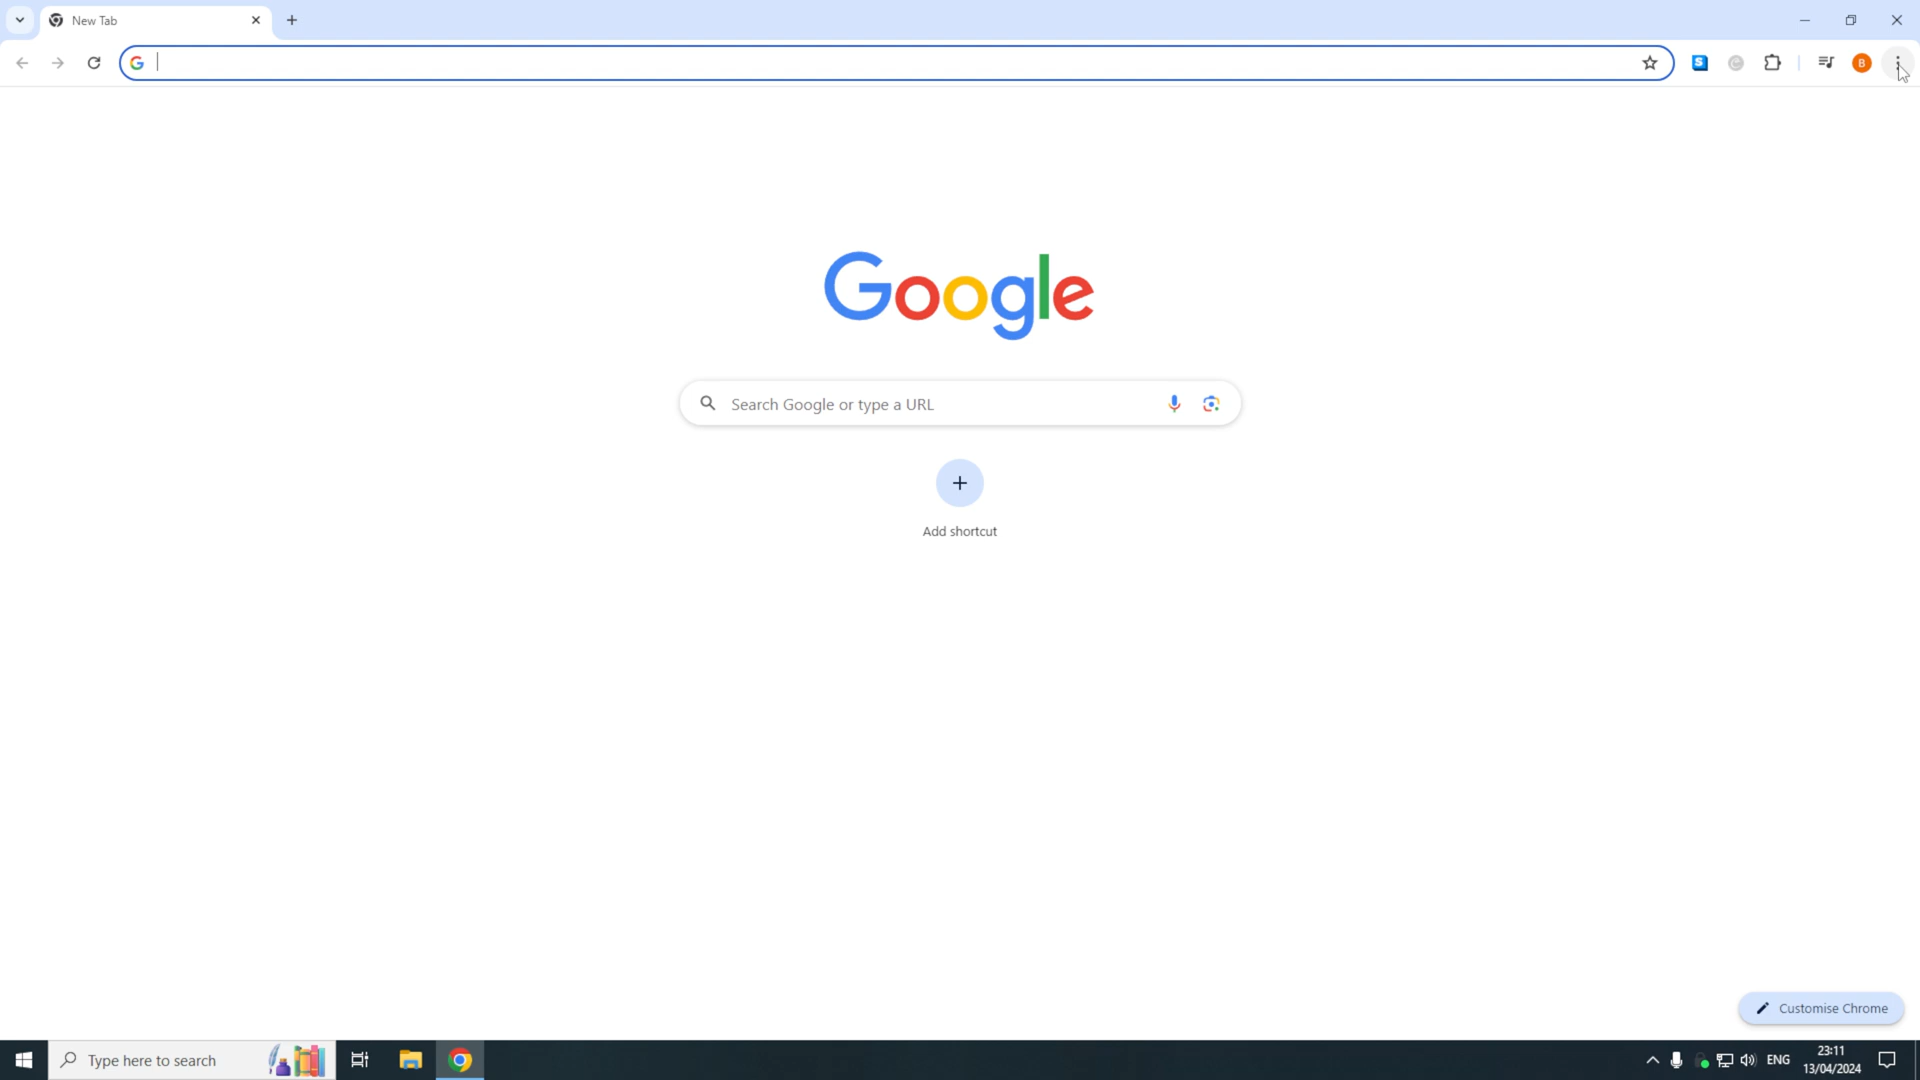 New Tab
S
B
Google
Search Google or type a URL
Add shortcut
Customise Chrome
Type here to search
ENG
23:11
13/04/2024